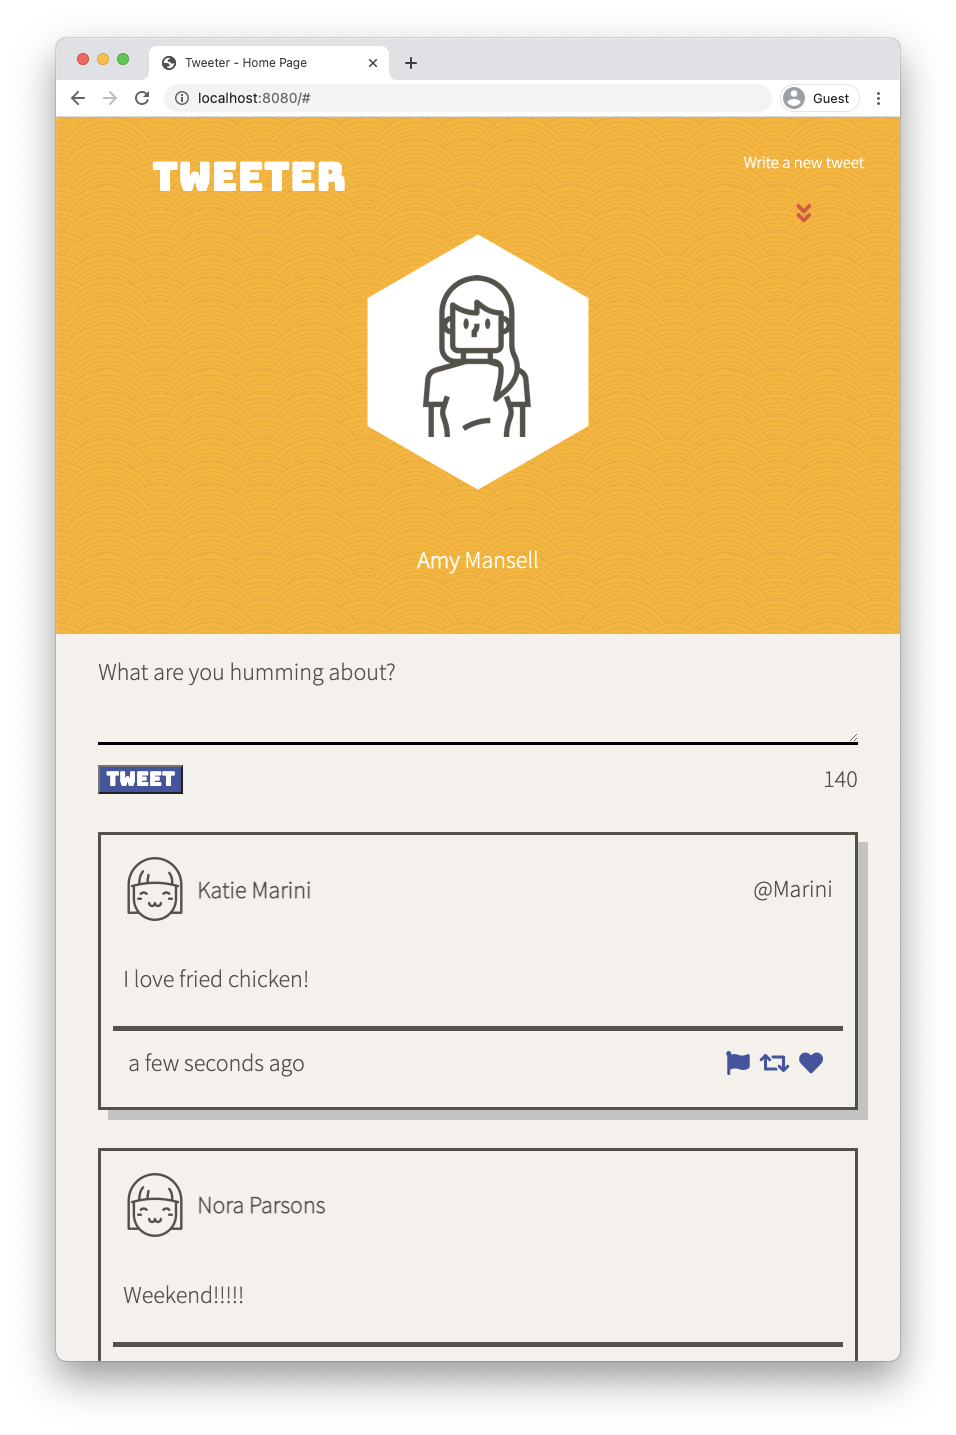 Tweeter - Home Page
localhost:8080/#
Guest
TWEETER
Write a new tweet
Amy Mansell
What are you humming about?
TWEET
140
Katie Marini
@Marini
I love fried chicken!
a few seconds ago
Nora Parsons
Weekend!!!!!